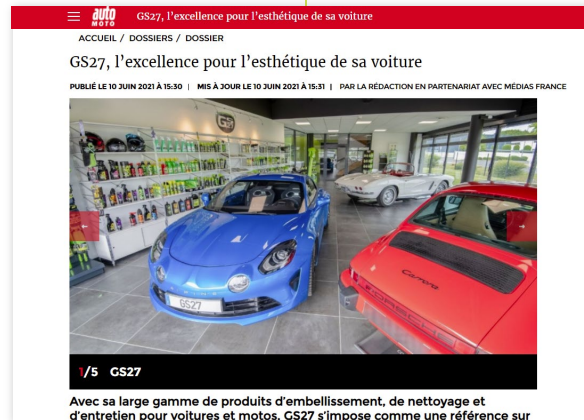 auto
moto
GS27, l'excellence pour l'esthétique de sa voiture
ACCUEIL / DOSSIERS / DOSSIER
GS27, l'excellence pour l'esthétique de sa voiture
PUBLIÉ LE 10 JUIN 2021 À 15:30 | MIS À JOUR LE 10 JUIN 2021 À 15:31 | PAR LA RÉDACTION EN PARTENARIAT AVEC MÉDIAS FRANCE
GS27
GS27
Carrera
PORSCHE
1/5 GS27
Avec sa large gamme de produits d'embellissement, de nettoyage et
d'entretien pour voitures et motos, GS27 s'impose comme une référence sur